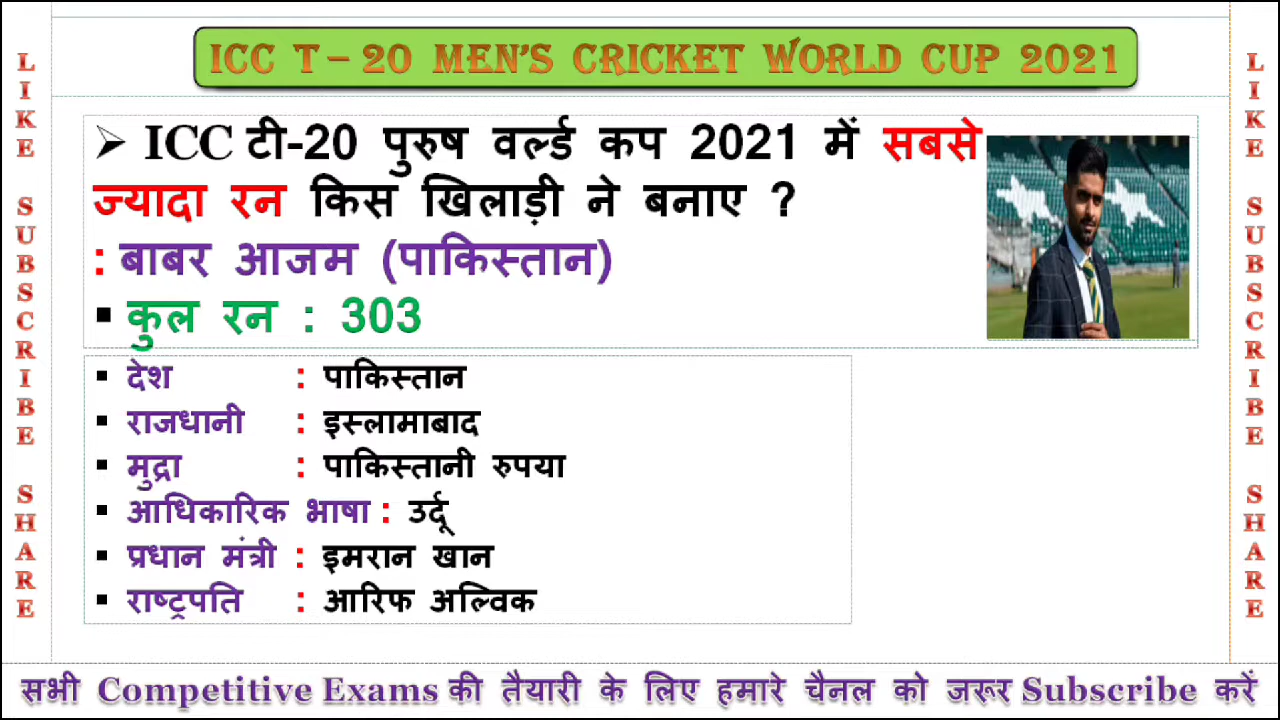 ICC T – 20 MEN'S CRICKET WORLD CUP 2021
➢ ICC टी-20 पुरुष वर्ल्ड कप 2021 में सबसे
ज्यादा रन किस खिलाड़ी ने बनाए ?
: बाबर आजम (पाकिस्तान)
▪ कुल रन : 303
▪ देश : पाकिस्तान
▪ राजधानी : इस्लामाबाद
▪ मुद्रा : पाकिस्तानी रुपया
▪ आधिकारिक भाषा : उर्दू
▪ प्रधान मंत्री : इमरान खान
▪ राष्ट्रपति : आरिफ अल्विक
LIKE SUBSCRIBE SHARE
LIKE SUBSCRIBE SHARE
सभी Competitive Exams की तैयारी के लिए हमारे चैनल को जरूर Subscribe करें